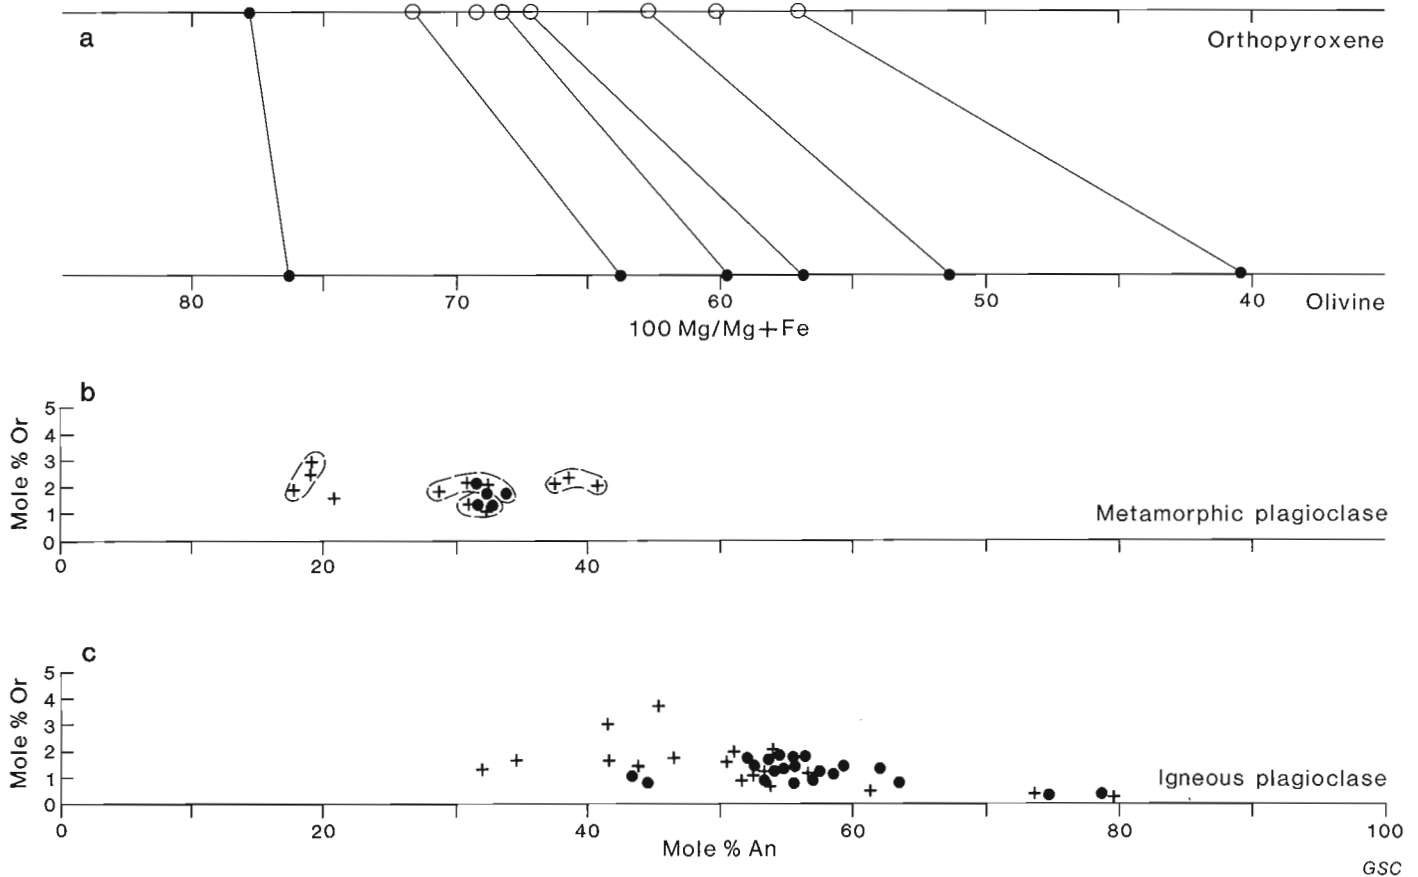 a
Orthopyroxene
80 70 60 50 40 Olivine
100 Mg/Mg+Fe
b
5
4
3
2
1
0
Mole % Or
Metamorphic plagioclase
0 20 40
c
5
4
3
2
1
0
Mole % Or
Igneous plagioclase
0 20 40 60 80 100
Mole % An
GSC